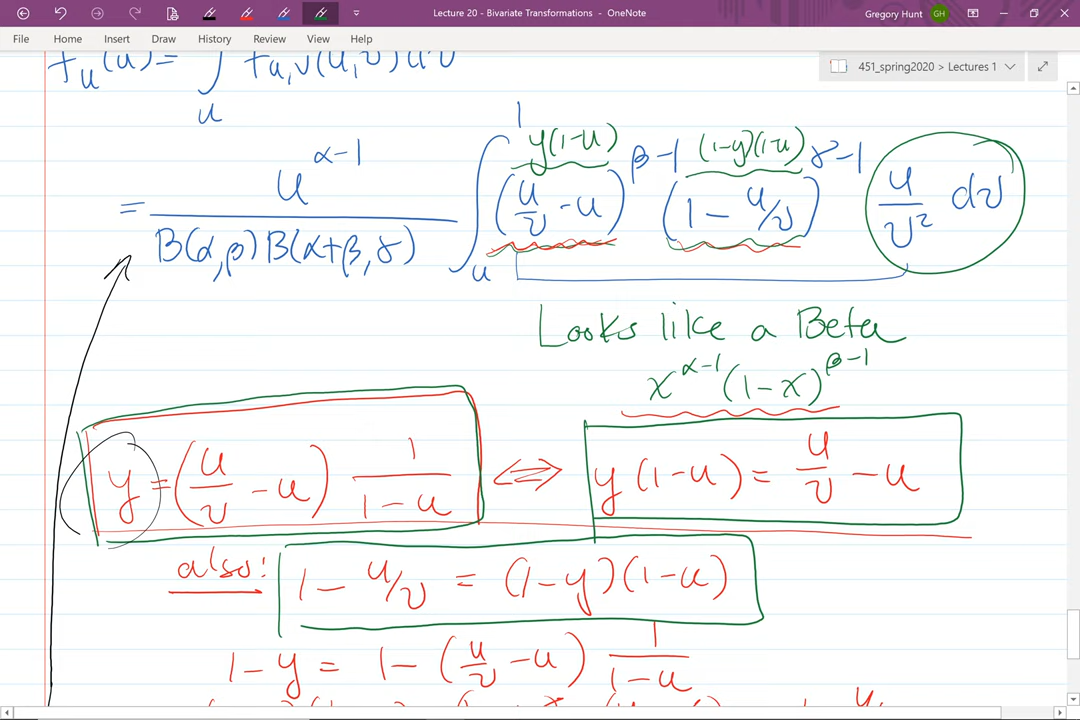 Lecture 20 - Bivariate Transformations - OneNote
Gregory Hunt GH
File Home Insert Draw History Review View Help
451_spring2020 > Lectures 1
f_u(u) = ∫_u f_{u,v}(u,v) dv
= u^{α-1} / (B(α,β) B(α+β,γ)) ∫_u^1 (u/v - u)^{β-1} (1 - u/v)^{γ-1} u/v² dv
y(1-u) (1-y)(1-u)
Looks like a Beta
x^{α-1} (1-x)^{β-1}
y = (u/v - u) 1/(1-u) ⟺ y(1-u) = u/v - u
also: 1 - u/v = (1-y)(1-u)
1-y = 1 - (u/v - u) 1/(1-u)